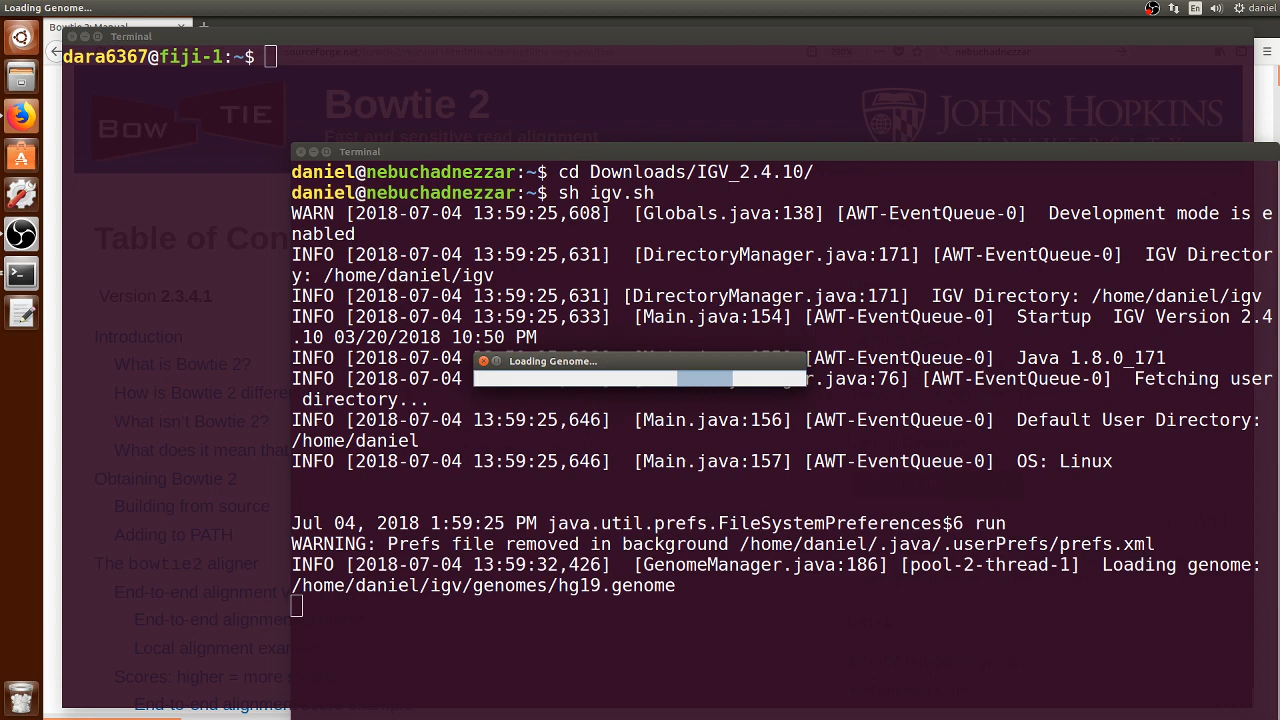 Loading Genome...
En
daniel
Bowtie 2: Manual
Terminal
dara6367@fiji-1:~$
nebuchadnezzar
BOW TIE
Bowtie 2
Fast and sensitive read alignment
JOHNS HOPKINS
Terminal
daniel@nebuchadnezzar:~$ cd Downloads/IGV_2.4.10/
daniel@nebuchadnezzar:~$ sh igv.sh
WARN [2018-07-04 13:59:25,608]  [Globals.java:138] [AWT-EventQueue-0]  Development mode is e
nabled
INFO [2018-07-04 13:59:25,631]  [DirectoryManager.java:171] [AWT-EventQueue-0]  IGV Director
y: /home/daniel/igv
INFO [2018-07-04 13:59:25,631] [DirectoryManager.java:171]  IGV Directory: /home/daniel/igv
INFO [2018-07-04 13:59:25,633]  [Main.java:154] [AWT-EventQueue-0]  Startup  IGV Version 2.4
.10 03/20/2018 10:50 PM
INFO [2018-07-04 [AWT-EventQueue-0]  Java 1.8.0_171
INFO [2018-07-04 r.java:76] [AWT-EventQueue-0]  Fetching user
directory...
INFO [2018-07-04 13:59:25,646]  [Main.java:156] [AWT-EventQueue-0]  Default User Directory:
/home/daniel
INFO [2018-07-04 13:59:25,646]  [Main.java:157] [AWT-EventQueue-0]  OS: Linux
Jul 04, 2018 1:59:25 PM java.util.prefs.FileSystemPreferences$6 run
WARNING: Prefs file removed in background /home/daniel/.java/.userPrefs/prefs.xml
INFO [2018-07-04 13:59:32,426]  [GenomeManager.java:186] [pool-2-thread-1]  Loading genome:
/home/daniel/igv/genomes/hg19.genome
Loading Genome...
Table of Con
Version 2.3.4.1
Introduction
What is Bowtie 2?
How is Bowtie 2 differe
What isn't Bowtie 2?
What does it mean that
Obtaining Bowtie 2
Building from source
Adding to PATH
The bowtie2 aligner
End-to-end alignment v
End-to-end alignment
Local alignment exa
Scores: higher = more s
End-to-end alignment score example